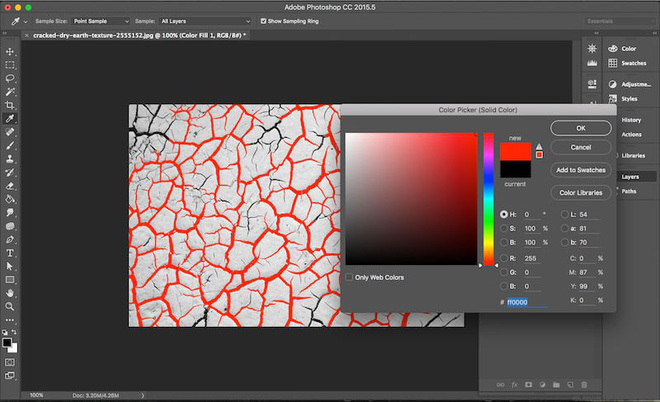 Adobe Photoshop CC 2015.5
Sample Size: Point Sample Sample: All Layers Show Sampling Ring Essentials
× cracked-dry-earth-texture-2555152.jpg @ 100% (Color Fill 1, RGB/8#) *
Color Picker (Solid Color)
new
current
OK
Cancel
Add to Swatches
Color Libraries
H: 0 ° L: 54
S: 100 % a: 81
B: 100 % b: 70
R: 255 C: 0 %
G: 0 M: 87 %
B: 0 Y: 99 %
# ff0000 K: 0 %
Only Web Colors
Color
Swatches
Adjustme...
Styles
History
Actions
Libraries
Layers
Paths
fx
100% Doc: 3.20M/4.26M